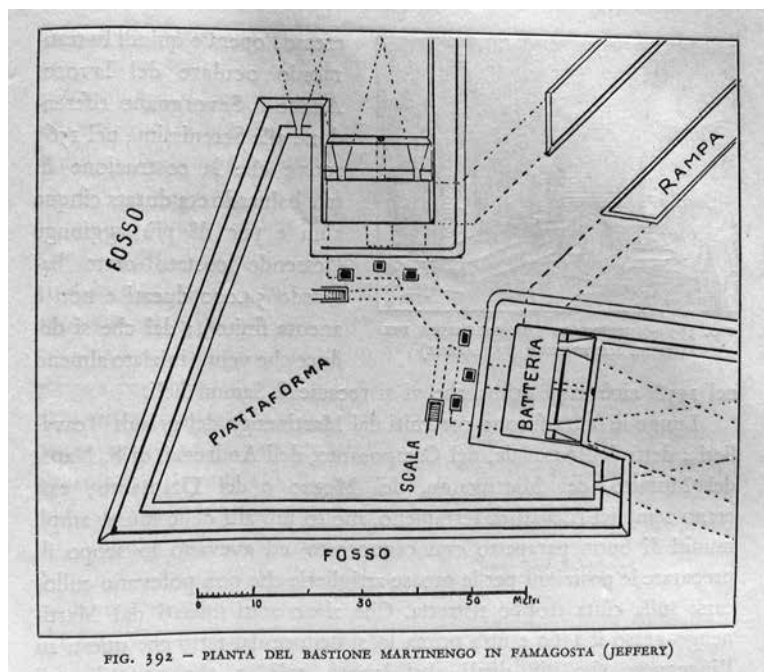 FOSSO
RAMPA
PIATTAFORMA
BATTERIA
SCALA
FOSSO
10 30 50 Metri
FIG. 392 — PIANTA DEL BASTIONE MARTINENGO IN FAMAGOSTA (JEFFERY)